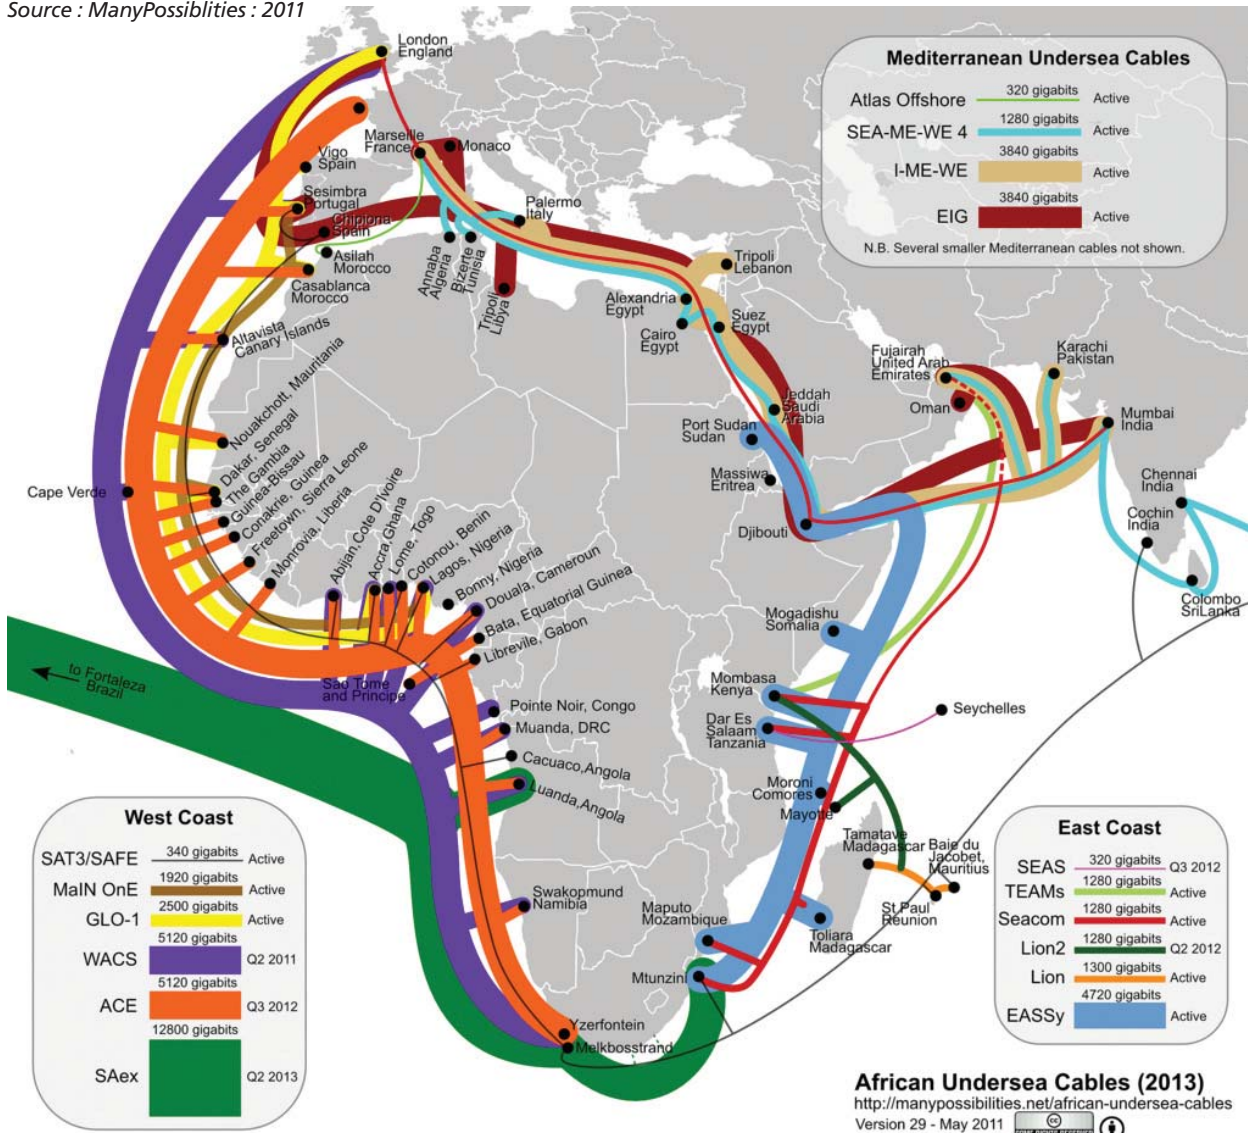 Source : ManyPossiblities : 2011
London
England
Marseille
France
Monaco
Vigo
Spain
Sesimbra
Portugal
Chipiona
Spain
Asilah
Morocco
Casablanca
Morocco
Altavista
Canary Islands
Annaba
Algeria
Bizerte
Tunisia
Palermo
Italy
Tripoli
Libya
Tripoli
Lebanon
Alexandria
Egypt
Cairo
Egypt
Suez
Egypt
Jeddah
Saudi
Arabia
Port Sudan
Sudan
Massiwa
Eritrea
Djibouti
Fujairah
United Arab
Emirates
Oman
Karachi
Pakistan
Mumbai
India
Chennai
India
Cochin
India
Colombo
SriLanka
Mediterranean Undersea Cables
Atlas Offshore 320 gigabits Active
SEA-ME-WE 4 1280 gigabits Active
I-ME-WE 3840 gigabits Active
EIG 3840 gigabits Active
N.B. Several smaller Mediterranean cables not shown.
Nouakchott, Mauritania
Dakar, Senegal
The Gambia
Guinea-Bissau
Conakrie, Guinea
Freetown, Sierra Leone
Monrovia, Liberia
Cape Verde
Abijan, Cote D'Ivoire
Accra, Ghana
Lome, Togo
Cotonou, Benin
Lagos, Nigeria
Bonny, Nigeria
Douala, Cameroun
Bata, Equatorial Guinea
Libreville, Gabon
Sao Tome
and Principe
Pointe Noir, Congo
Muanda, DRC
Cacuaco,Angola
Luanda,Angola
Swakopmund
Namibia
Yzerfontein
Melkbosstrand
to Fortaleza
Brazil
Mogadishu
Somalia
Mombasa
Kenya
Dar Es
Salaam
Tanzania
Seychelles
Moroni
Comores
Mayotte
Tamatave
Madagascar
Baie du
Jacobet,
Mauritius
St Paul
Reunion
Toliara
Madagascar
Maputo
Mozambique
Mtunzini
West Coast
SAT3/SAFE 340 gigabits Active
MaIN OnE 1920 gigabits Active
GLO-1 2500 gigabits Active
WACS 5120 gigabits Q2 2011
ACE 5120 gigabits Q3 2012
SAex 12800 gigabits Q2 2013
East Coast
SEAS 320 gigabits Q3 2012
TEAMs 1280 gigabits Active
Seacom 1280 gigabits Active
Lion2 1280 gigabits Q2 2012
Lion 1300 gigabits Active
EASSy 4720 gigabits Active
African Undersea Cables (2013)
http://manypossibilities.net/african-undersea-cables
Version 29 - May 2011
cc